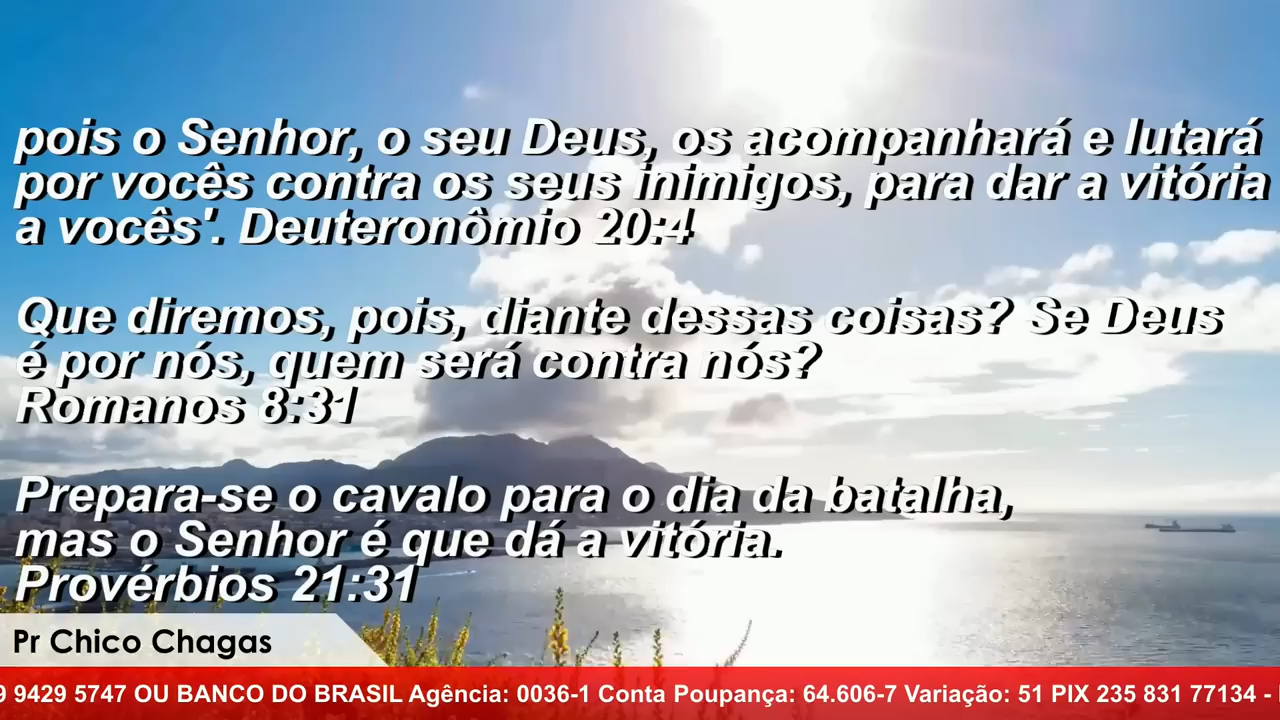 pois o Senhor, o seu Deus, os acompanhará e lutará
por vocês contra os seus inimigos, para dar a vitória
a vocês'. Deuteronômio 20:4
Que diremos, pois, diante dessas coisas? Se Deus
é por nós, quem será contra nós?
Romanos 8:31
Prepara-se o cavalo para o dia da batalha,
mas o Senhor é que dá a vitória.
Provérbios 21:31
Pr Chico Chagas
9 9429 5747 OU BANCO DO BRASIL Agência: 0036-1 Conta Poupança: 64.606-7 Variação: 51 PIX 235 831 77134 -